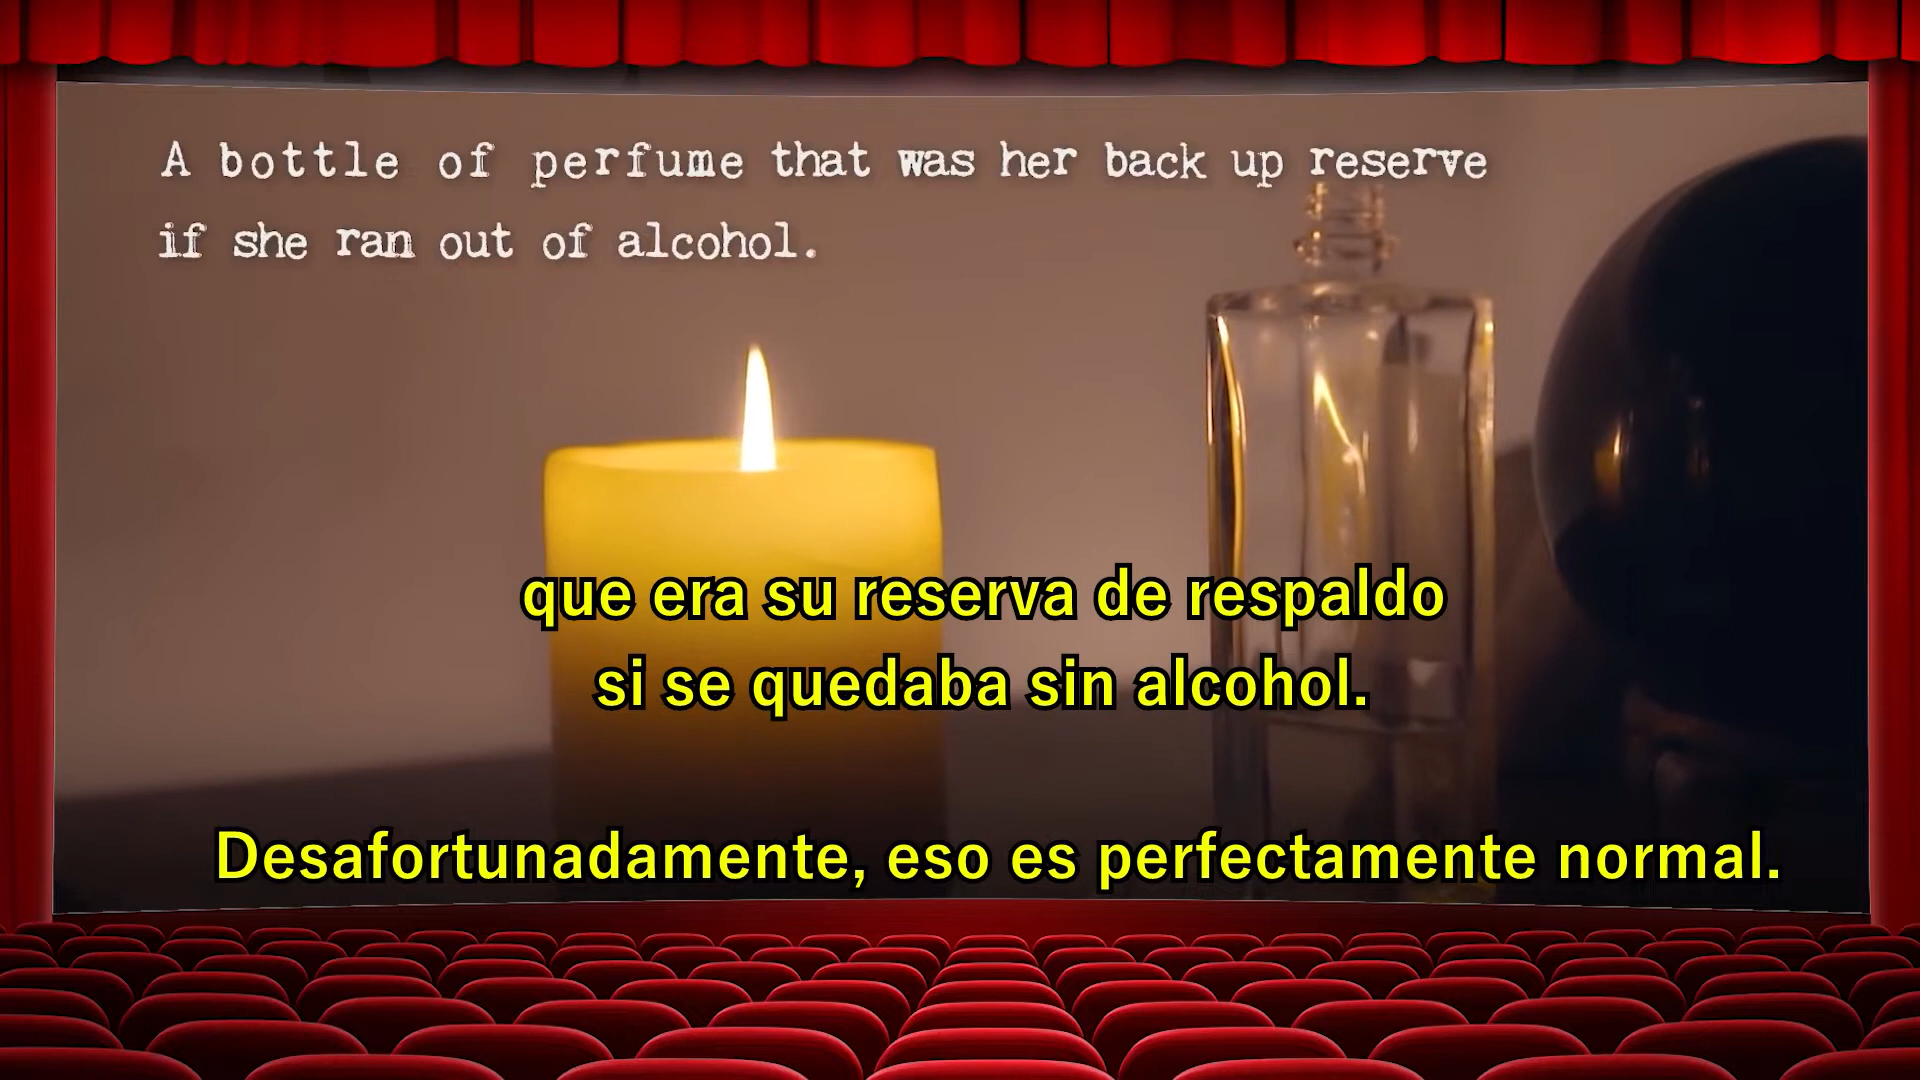 A bottle of perfume that was her back up reserve
if she ran out of alcohol.
que era su reserva de respaldo
si se quedaba sin alcohol.
Desafortunadamente, eso es perfectamente normal.